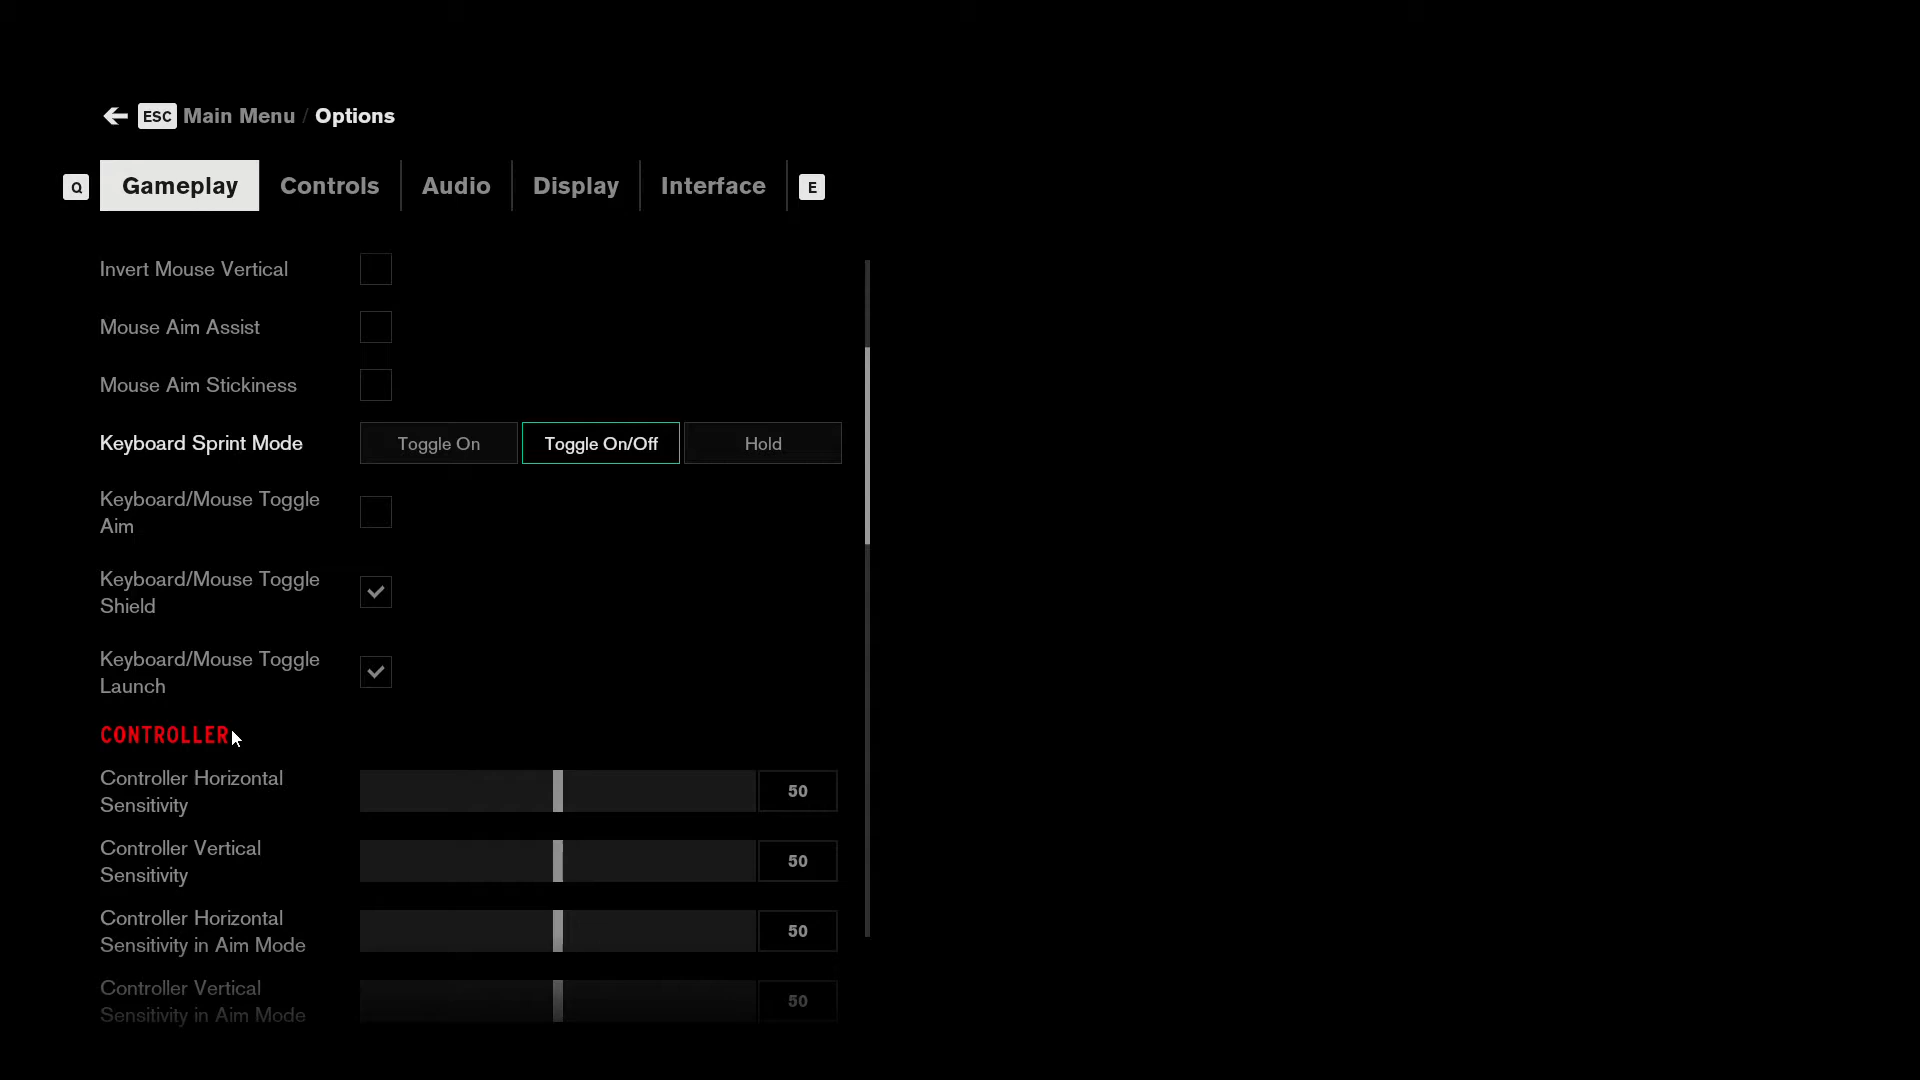 ESC Main Menu / Options
Q Gameplay Controls Audio Display Interface E
Invert Mouse Vertical
Mouse Aim Assist
Mouse Aim Stickiness
Keyboard Sprint Mode Toggle On Toggle On/Off Hold
Keyboard/Mouse Toggle
Aim
Keyboard/Mouse Toggle
Shield
Keyboard/Mouse Toggle
Launch
CONTROLLER
Controller Horizontal
Sensitivity
50
Controller Vertical
Sensitivity
50
Controller Horizontal
Sensitivity in Aim Mode
50
Controller Vertical
Sensitivity in Aim Mode
50